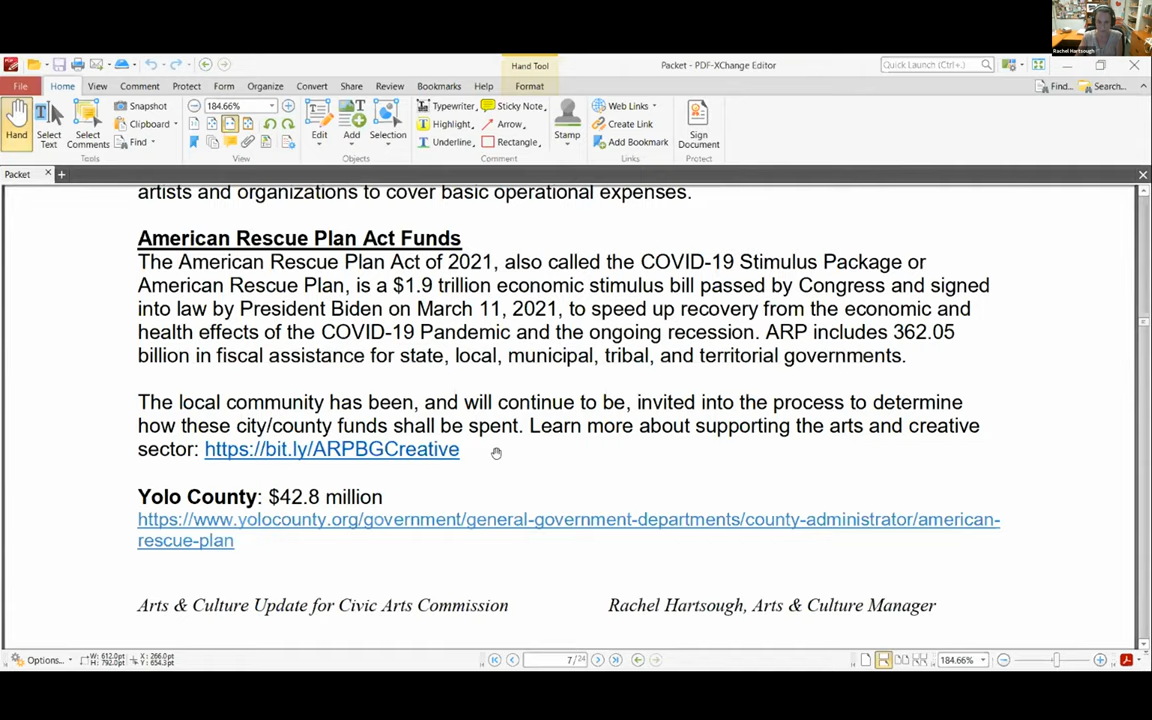 Rachel Hartsough
Hand Tool
Packet - PDF-XChange Editor
Quick Launch (Ctrl+.)
File Home View Comment Protect Form Organize Convert Share Review Bookmarks Help Format
Find... Search...
Hand
Select Text
Select Comments
Snapshot
Clipboard
Find
Tools
184.66%
View
Edit
Add
Selection
Objects
Typewriter
Highlight
Underline
Sticky Note
Arrow
Rectangle
Stamp
Comment
Web Links
Create Link
Add Bookmark
Links
Sign Document
Protect
Packet
artists and organizations to cover basic operational expenses.
American Rescue Plan Act Funds
The American Rescue Plan Act of 2021, also called the COVID-19 Stimulus Package or
American Rescue Plan, is a $1.9 trillion economic stimulus bill passed by Congress and signed
into law by President Biden on March 11, 2021, to speed up recovery from the economic and
health effects of the COVID-19 Pandemic and the ongoing recession. ARP includes 362.05
billion in fiscal assistance for state, local, municipal, tribal, and territorial governments.
The local community has been, and will continue to be, invited into the process to determine
how these city/county funds shall be spent. Learn more about supporting the arts and creative
sector: https://bit.ly/ARPBGCreative
Yolo County: $42.8 million
https://www.yolocounty.org/government/general-government-departments/county-administrator/american-
rescue-plan
Arts & Culture Update for Civic Arts Commission Rachel Hartsough, Arts & Culture Manager
Options...
W: 612.0pt
H: 792.0pt
X: 266.0pt
Y: 654.3pt
7/24
184.66%